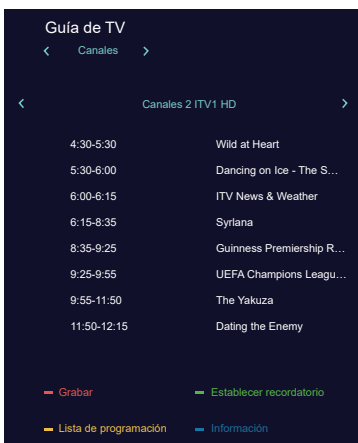 Guía de TV
Canales
Canales 2 ITV1 HD
4:30-5:30 Wild at Heart
5:30-6:00 Dancing on Ice - The S...
6:00-6:15 ITV News & Weather
6:15-8:35 Syrlana
8:35-9:25 Guinness Premiership R...
9:25-9:55 UEFA Champions Leagu...
9:55-11:50 The Yakuza
11:50-12:15 Dating the Enemy
Grabar Establecer recordatorio
Lista de programación Información